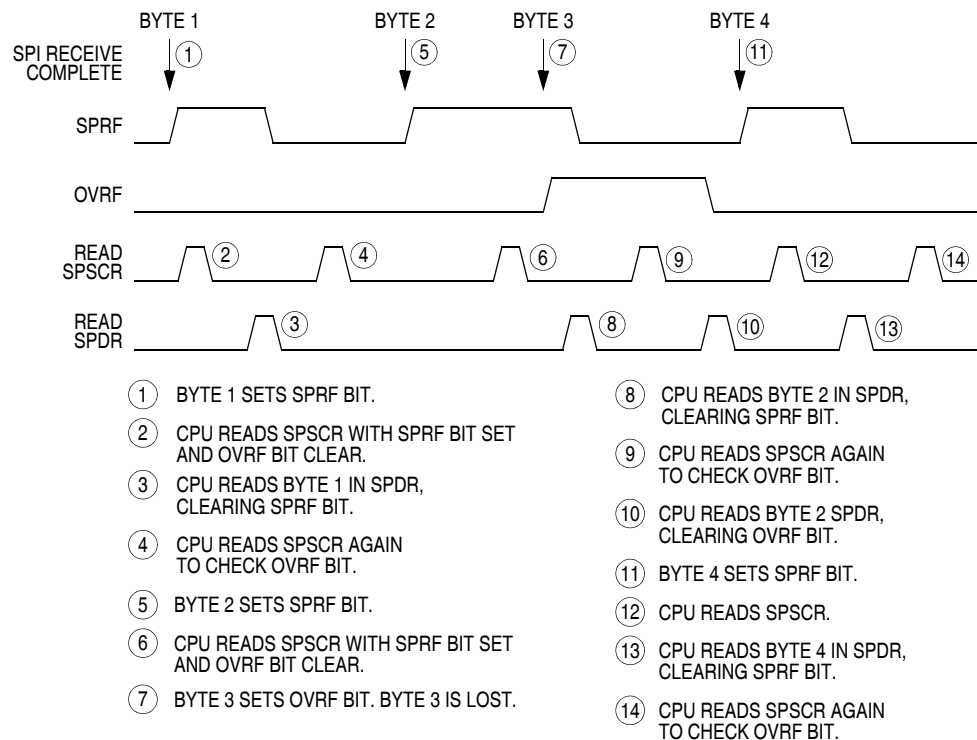 BYTE 1 BYTE 2 BYTE 3 BYTE 4
SPI RECEIVE
COMPLETE
1 5 7 11
SPRF
OVRF
READ
SPSCR
2 4 6 9 12 14
READ
SPDR
3 8 10 13
1 BYTE 1 SETS SPRF BIT.
2 CPU READS SPSCR WITH SPRF BIT SET
AND OVRF BIT CLEAR.
3 CPU READS BYTE 1 IN SPDR,
CLEARING SPRF BIT.
4 CPU READS SPSCR AGAIN
TO CHECK OVRF BIT.
5 BYTE 2 SETS SPRF BIT.
6 CPU READS SPSCR WITH SPRF BIT SET
AND OVRF BIT CLEAR.
7 BYTE 3 SETS OVRF BIT. BYTE 3 IS LOST.
8 CPU READS BYTE 2 IN SPDR,
CLEARING SPRF BIT.
9 CPU READS SPSCR AGAIN
TO CHECK OVRF BIT.
10 CPU READS BYTE 2 SPDR,
CLEARING OVRF BIT.
11 BYTE 4 SETS SPRF BIT.
12 CPU READS SPSCR.
13 CPU READS BYTE 4 IN SPDR,
CLEARING SPRF BIT.
14 CPU READS SPSCR AGAIN
TO CHECK OVRF BIT.